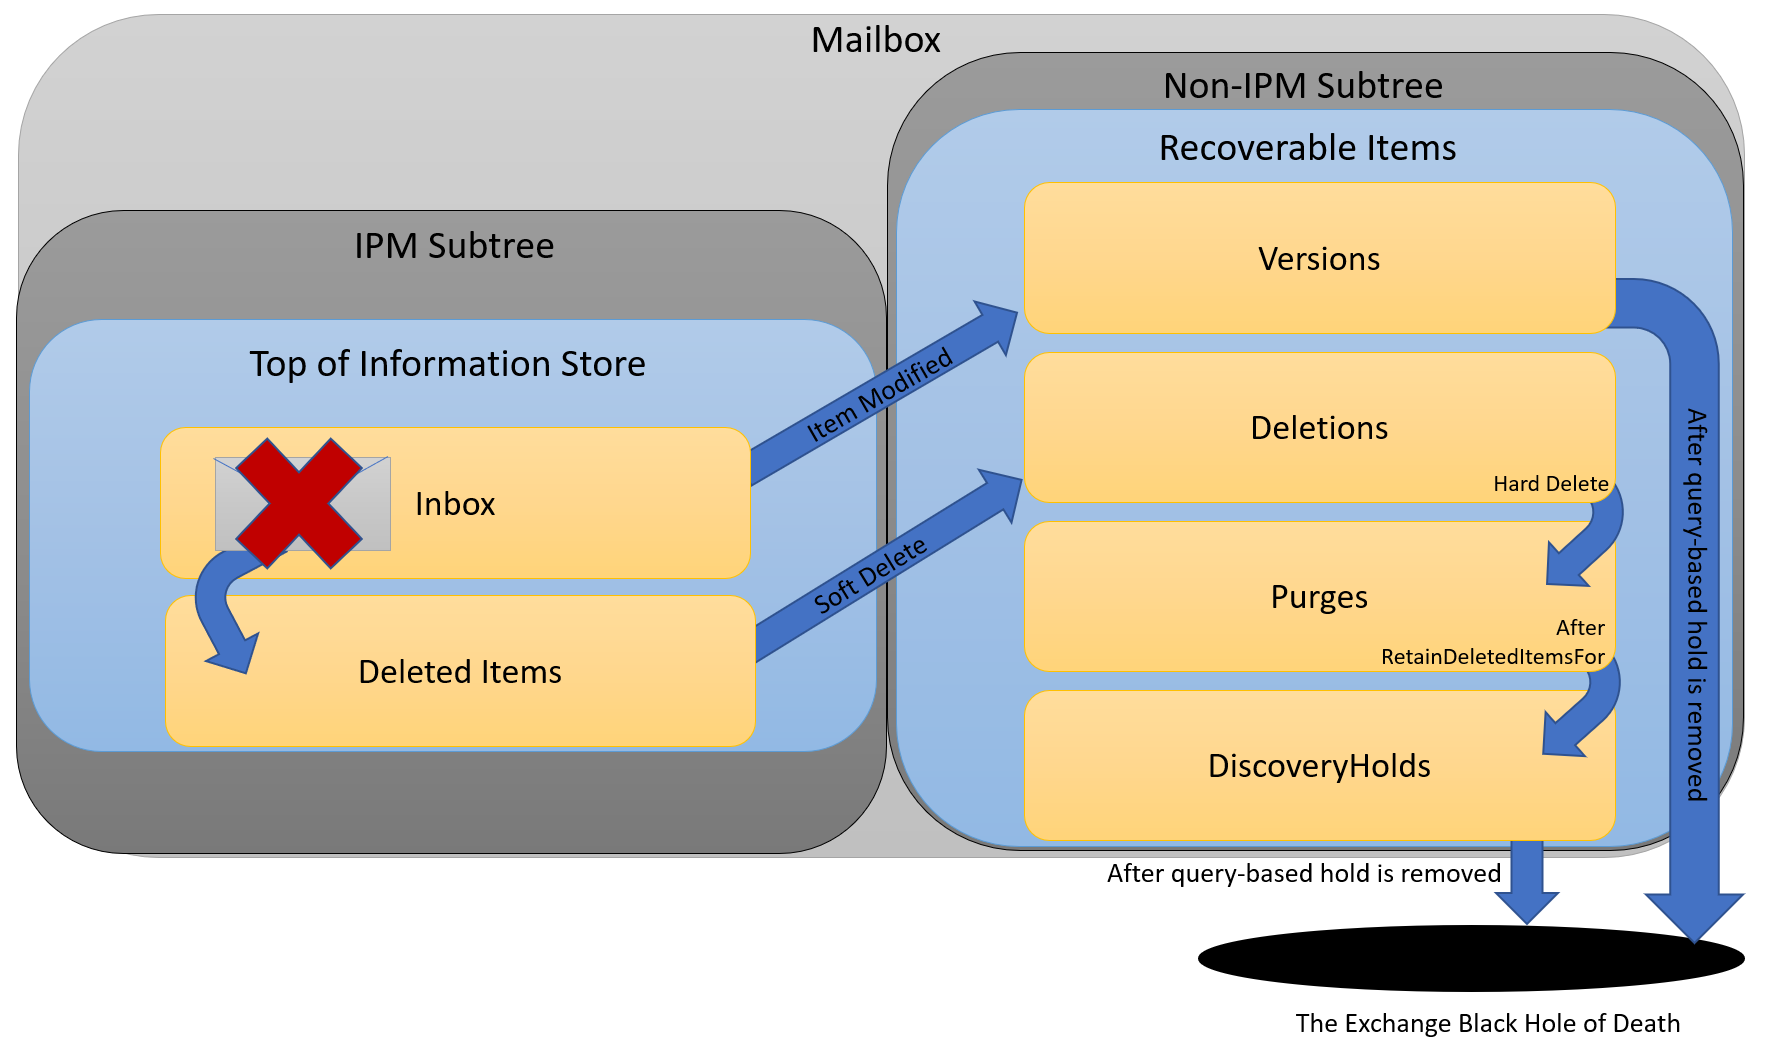 Mailbox
Non-IPM Subtree
Recoverable Items
Versions
IPM Subtree
Top of Information Store
Item Modified
Deletions
Hard Delete
Inbox
Soft Delete
Purges
After
RetainDeletedItemsFor
Deleted Items
DiscoveryHolds
After query-based hold is removed
After query-based hold is removed
The Exchange Black Hole of Death